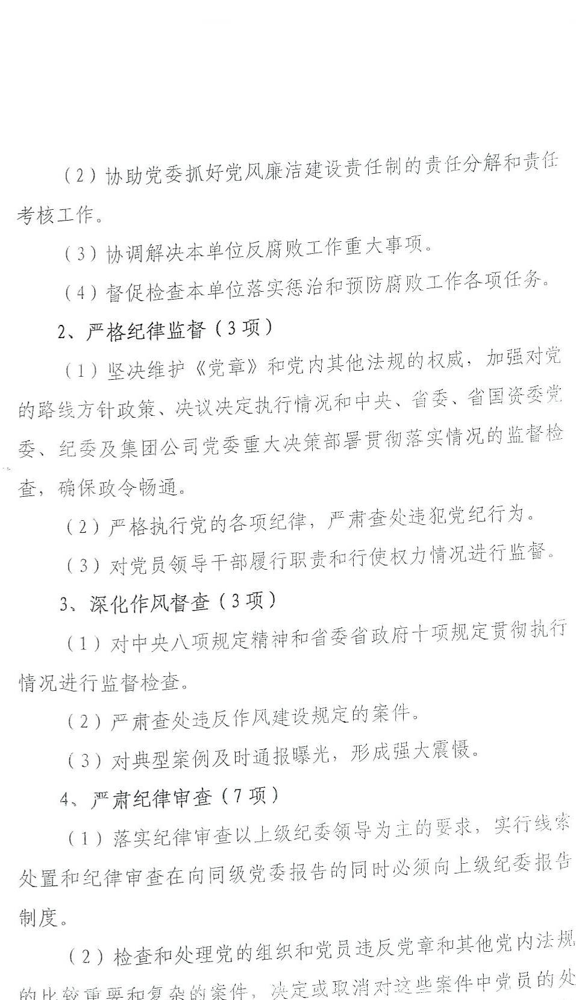 （2）协助党委抓好党风廉洁建设责任制的责任分解和责任
考核工作。
（3）协调解决本单位反腐败工作重大事项。
（4）督促检查本单位落实惩治和预防腐败工作各项任务。
2、严格纪律监督（3项）
（1）坚决维护《党章》和党内其他法规的权威，加强对党
的路线方针政策、决议决定执行情况和中央、省委、省国资委党
委、纪委及集团公司党委重大决策部署贯彻落实情况的监督检
查，确保政令畅通。
（2）严格执行党的各项纪律，严肃查处违犯党纪行为。
（3）对党员领导干部履行职责和行使权力情况进行监督。
3、深化作风督查（3项）
（1）对中央八项规定精神和省委省政府十项规定贯彻执行
情况进行监督检查。
（2）严肃查处违反作风建设规定的案件。
（3）对典型案例及时通报曝光，形成强大震慑。
4、严肃纪律审查（7项）
（1）落实纪律审查以上级纪委领导为主的要求，实行线索
处置和纪律审查在向同级党委报告的同时必须向上级纪委报告
制度。
（2）检查和处理党的组织和党员违反党章和其他党内法规
的比较重要和复杂的案件，决定或取消对这些案件中党员的处